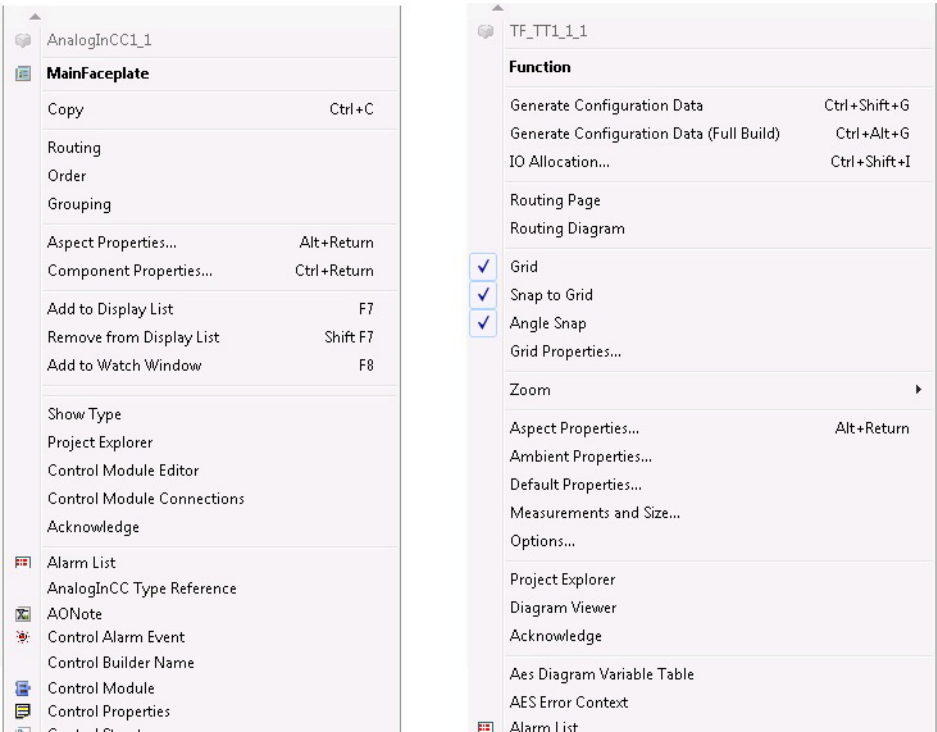 AnalogInCC1_1
MainFaceplate
Copy Ctrl+C
Routing
Order
Grouping
Aspect Properties... Alt+Return
Component Properties... Ctrl+Return
Add to Display List F7
Remove from Display List Shift F7
Add to Watch Window F8
Show Type
Project Explorer
Control Module Editor
Control Module Connections
Acknowledge
Alarm List
AnalogInCC Type Reference
AONote
Control Alarm Event
Control Builder Name
Control Module
Control Properties
TF_TT1_1_1
Function
Generate Configuration Data Ctrl+Shift+G
Generate Configuration Data (Full Build) Ctrl+Alt+G
IO Allocation... Ctrl+Shift+I
Routing Page
Routing Diagram
Grid
Snap to Grid
Angle Snap
Grid Properties...
Zoom
Aspect Properties... Alt+Return
Ambient Properties...
Default Properties...
Measurements and Size...
Options...
Project Explorer
Diagram Viewer
Acknowledge
Aes Diagram Variable Table
AES Error Context
Alarm List